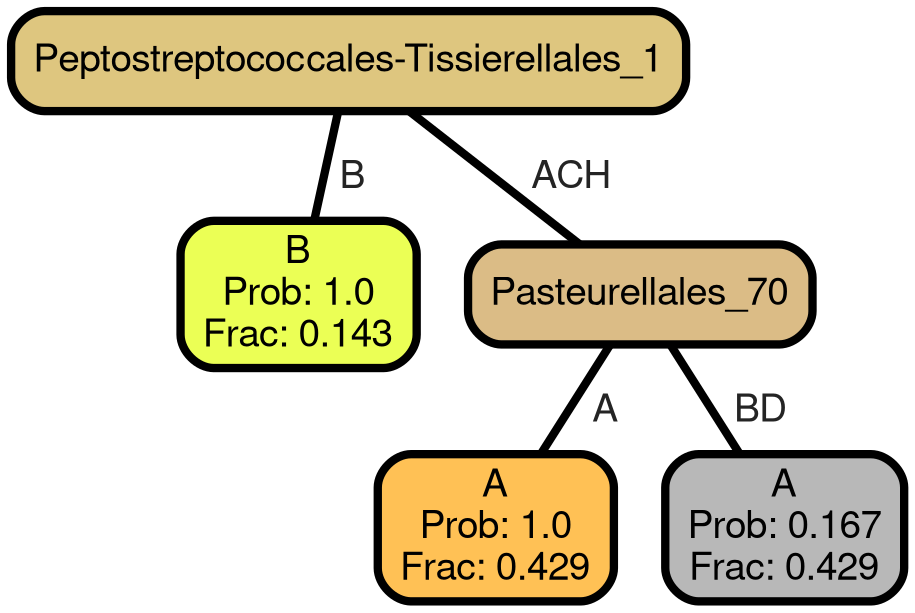 Peptostreptococcales-Tissierellales_1
B
ACH
B
Prob: 1.0
Frac: 0.143
Pasteurellales_70
A
BD
A
Prob: 1.0
Frac: 0.429
A
Prob: 0.167
Frac: 0.429